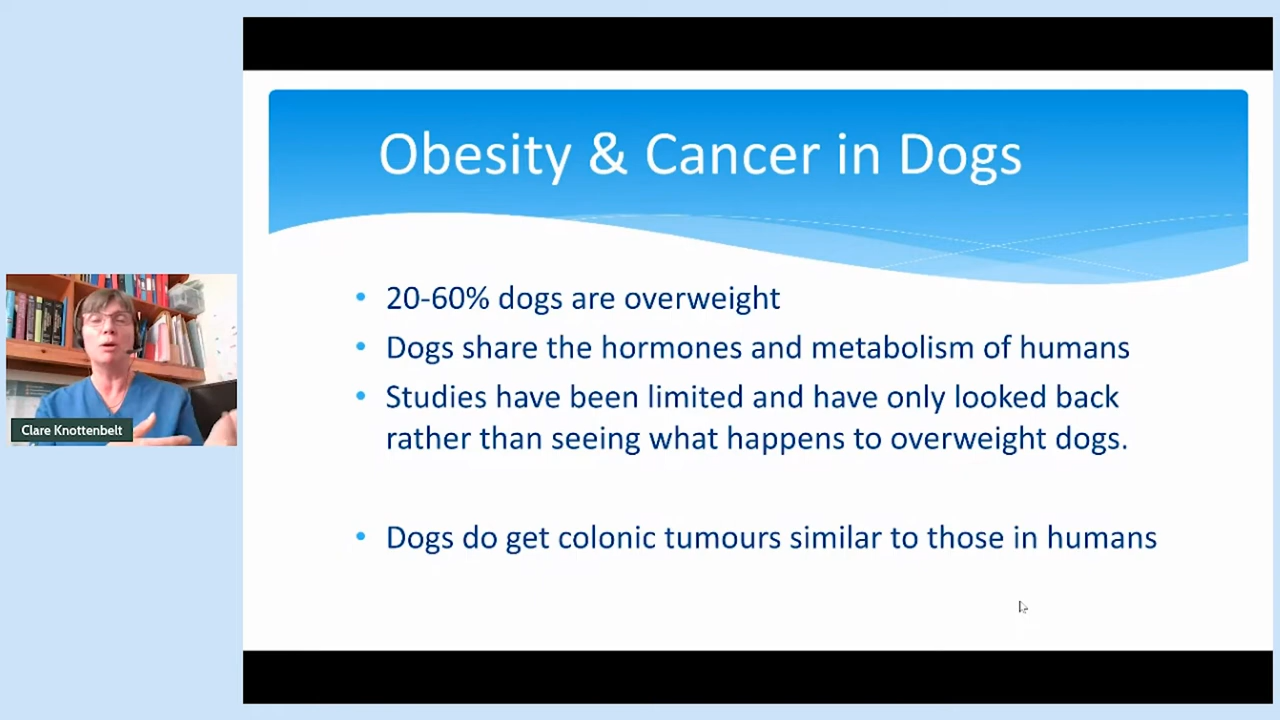 Obesity & Cancer in Dogs
• 20-60% dogs are overweight
• Dogs share the hormones and metabolism of humans
• Studies have been limited and have only looked back
rather than seeing what happens to overweight dogs.
• Dogs do get colonic tumours similar to those in humans
Clare Knottenbelt